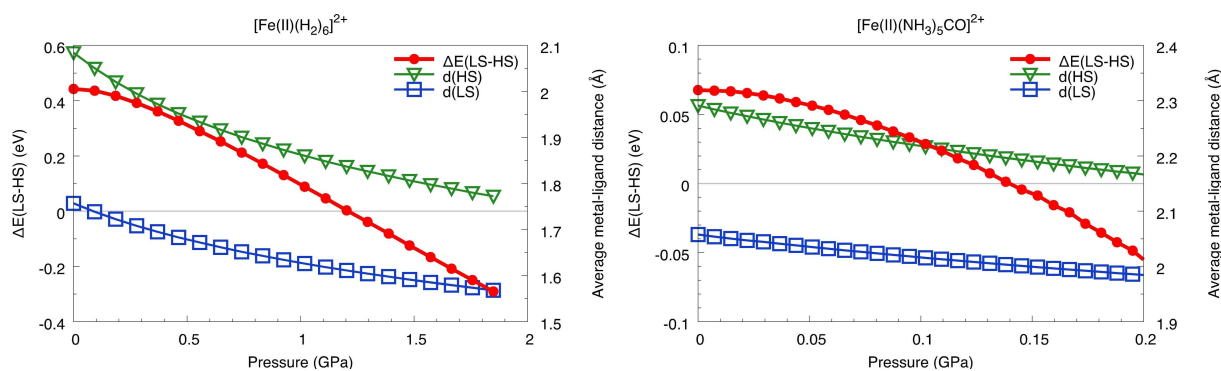 [Fe(II)(H2)6]2+
0.6
0.4
0.2
0
-0.2
-0.4
ΔE(LS-HS) (eV)
2.1
2
1.9
1.8
1.7
1.6
1.5
Average metal-ligand distance (Å)
ΔE(LS-HS)
d(HS)
d(LS)
0
0.5
1
1.5
2
Pressure (GPa)
[Fe(II)(NH3)5CO]2+
0.1
0.05
0
-0.05
-0.1
ΔE(LS-HS) (eV)
2.4
2.3
2.2
2.1
2
1.9
Average metal-ligand distance (Å)
ΔE(LS-HS)
d(HS)
d(LS)
0
0.05
0.1
0.15
0.2
Pressure (GPa)